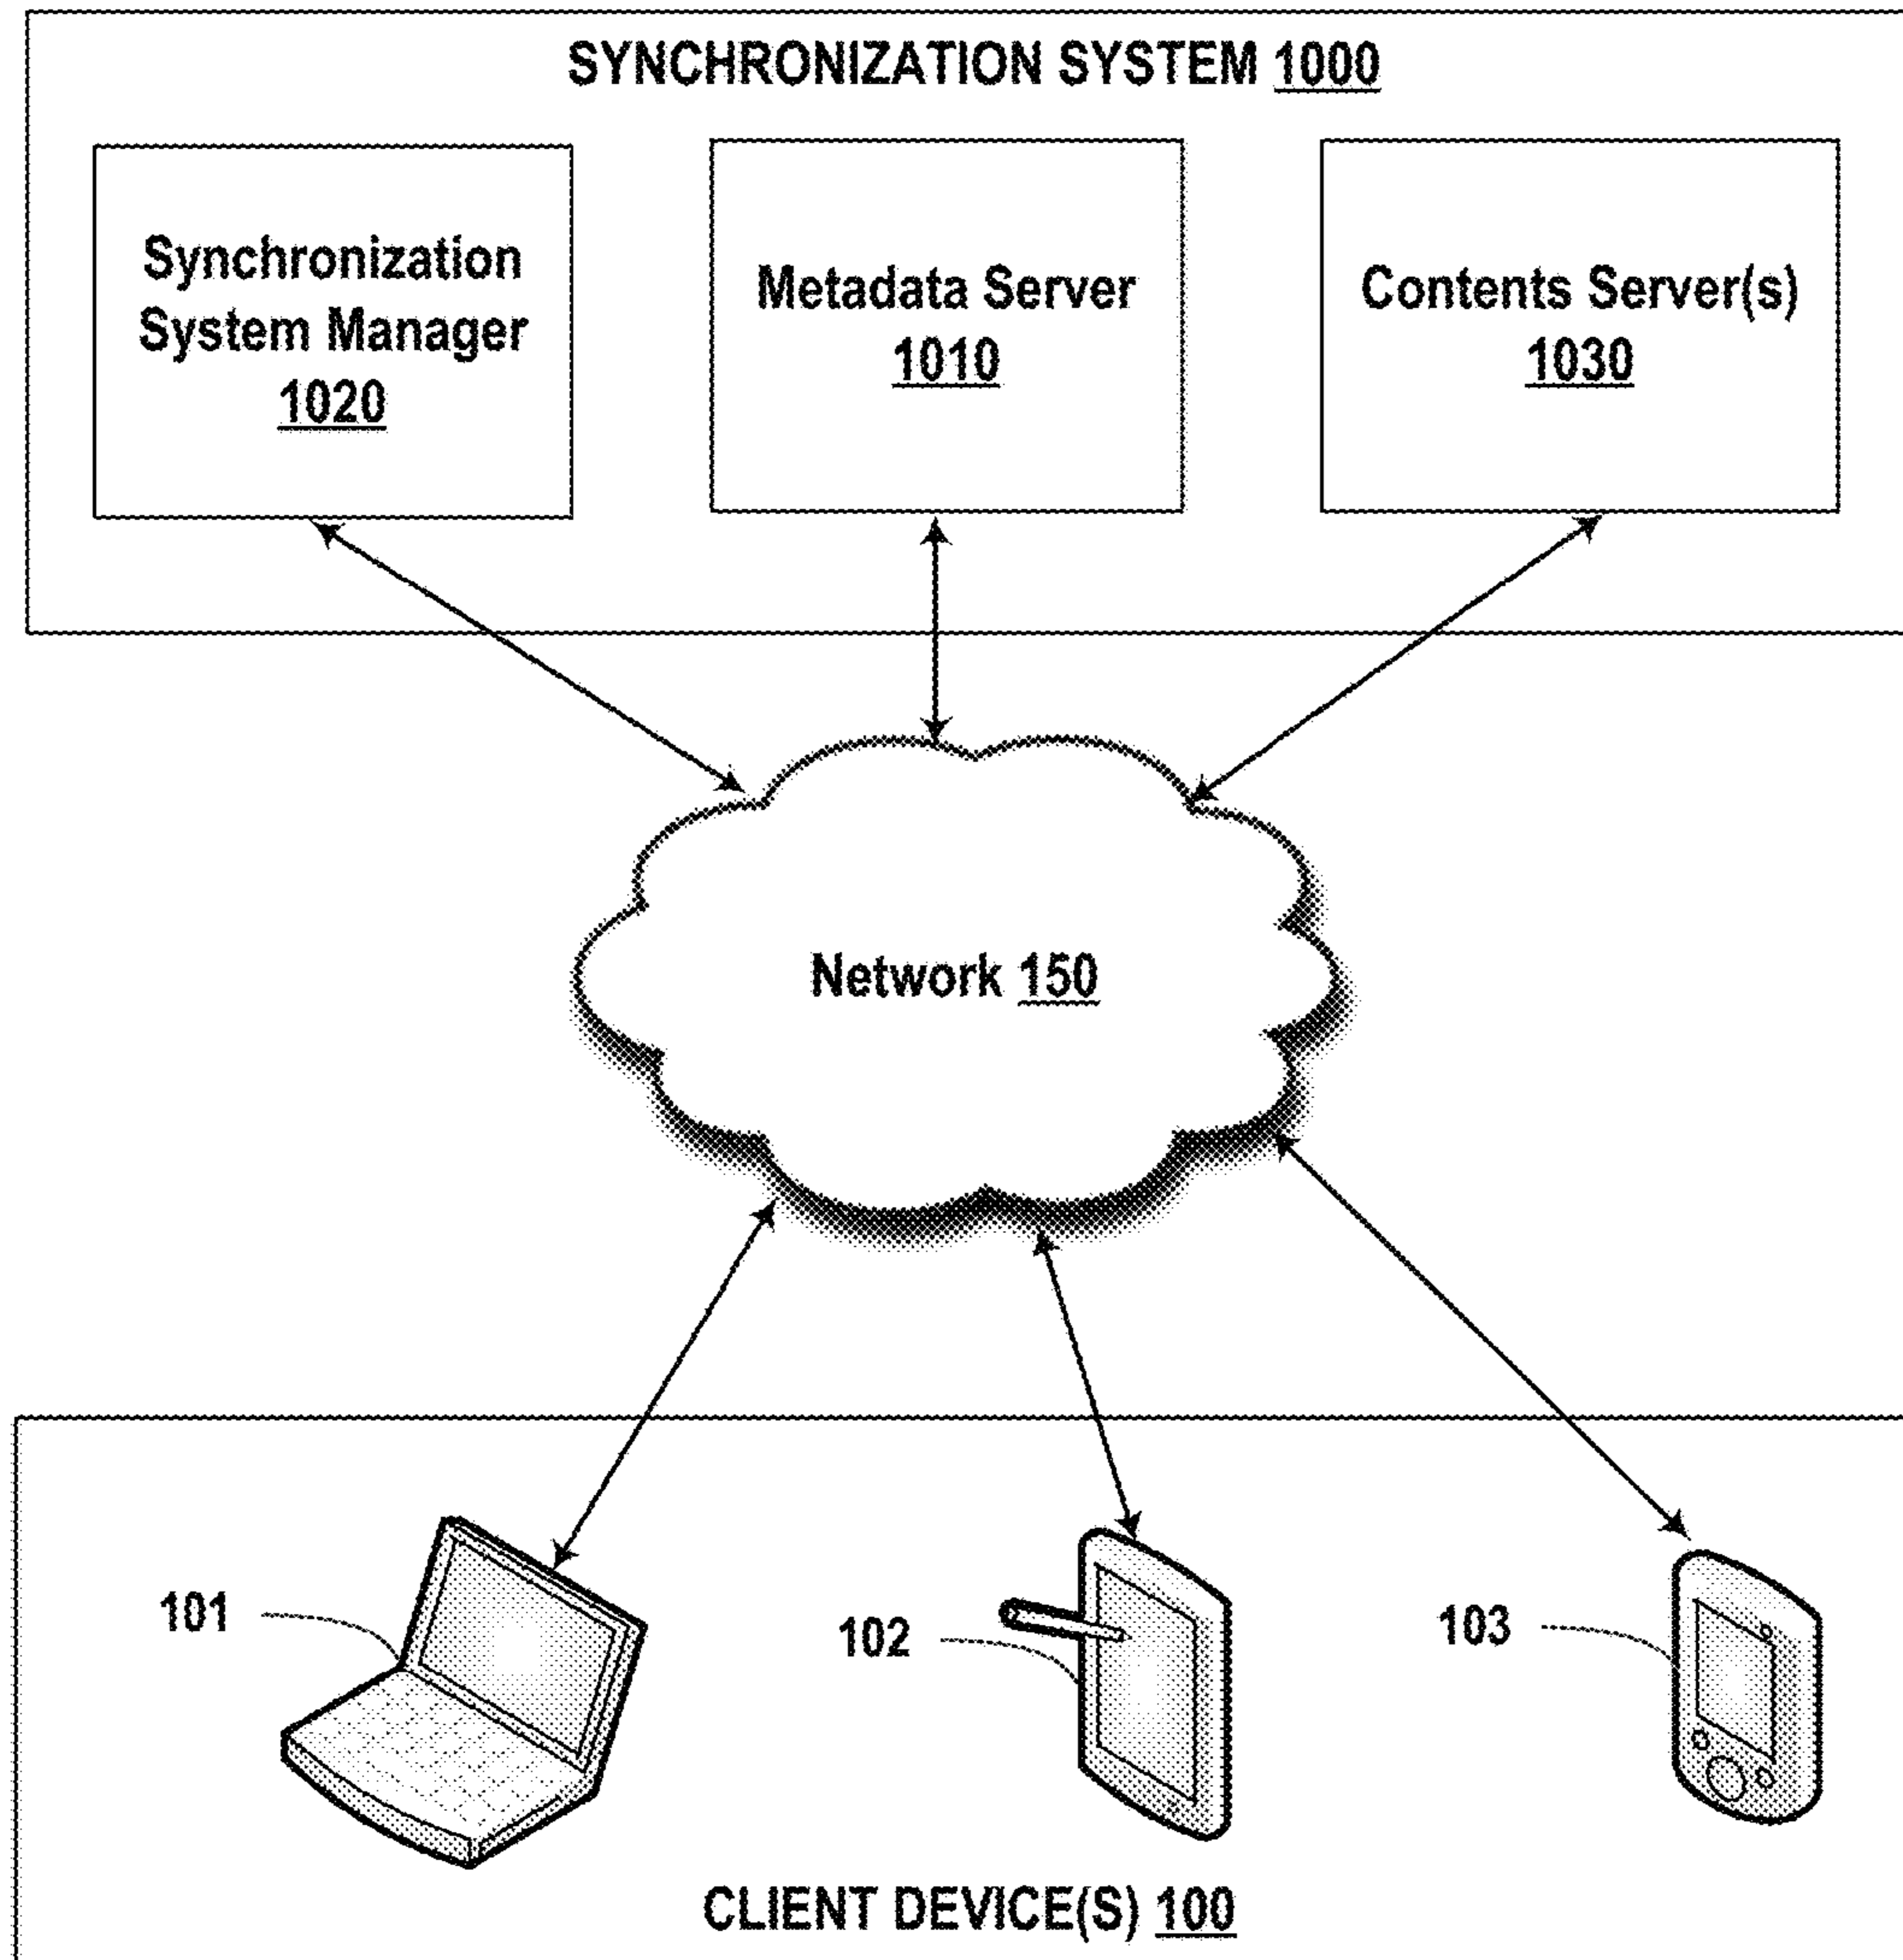 SYNCHRONIZATION SYSTEM 1000
Synchronization
System Manager
1020
Metadata Server
1010
Contents Server(s)
1030
Network 150
101
102
103
CLIENT DEVICE(S) 100